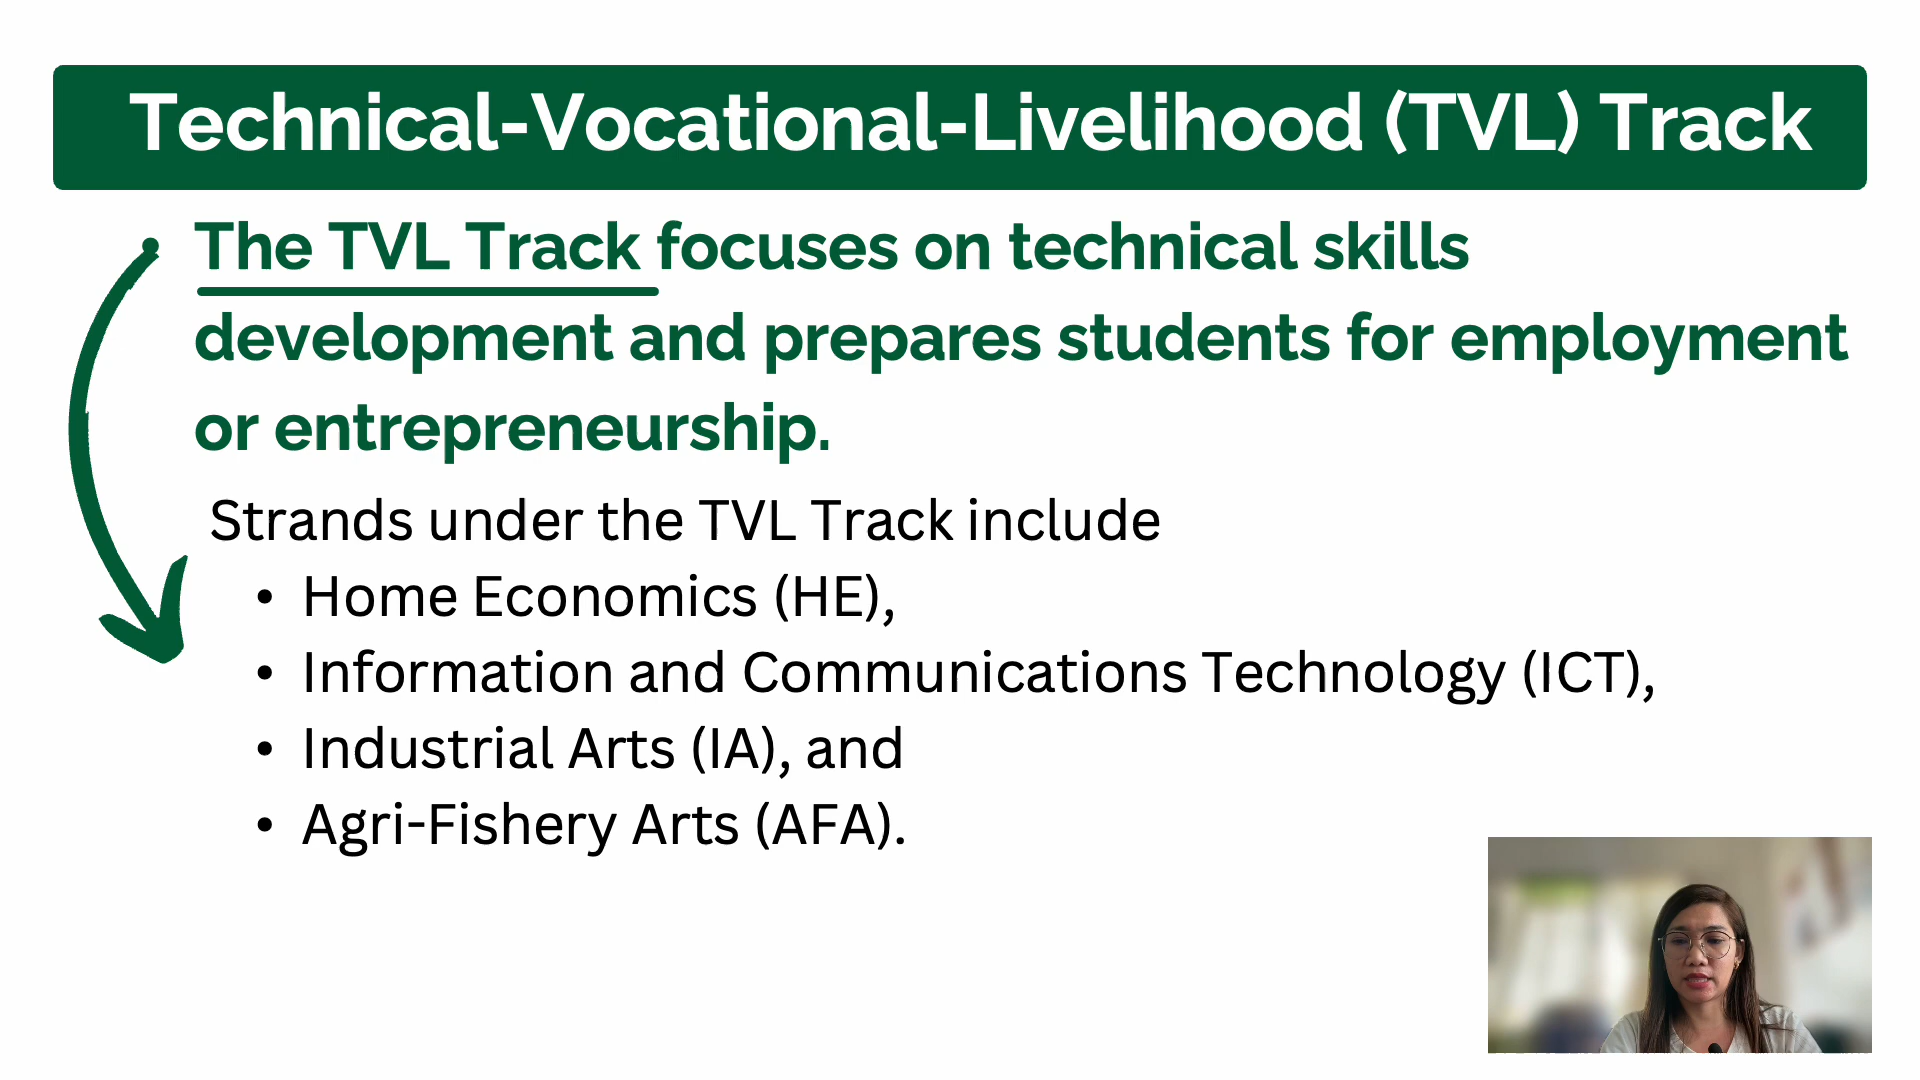 Technical-Vocational-Livelihood (TVL) Track
The TVL Track focuses on technical skills
development and prepares students for employment
or entrepreneurship.
Strands under the TVL Track include
• Home Economics (HE),
• Information and Communications Technology (ICT),
• Industrial Arts (IA), and
• Agri-Fishery Arts (AFA).